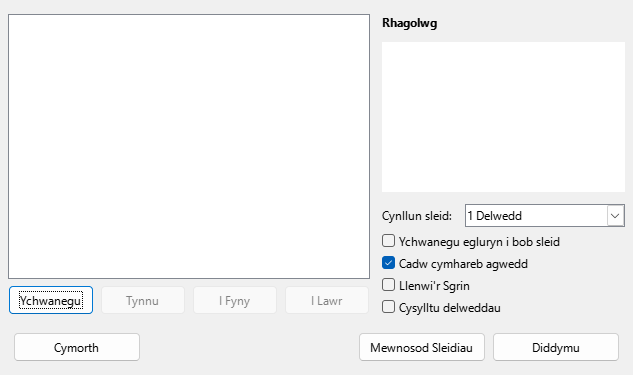 Rhagolwg
Cynllun sleid: 1 Delwedd
Ychwanegu egluryn i bob sleid
Cadw cymhareb agwedd
Llenwi'r Sgrin
Cysylltu delweddau
Ychwanegu Tynnu I Fyny I Lawr
Cymorth Mewnosod Sleidiau Diddymu